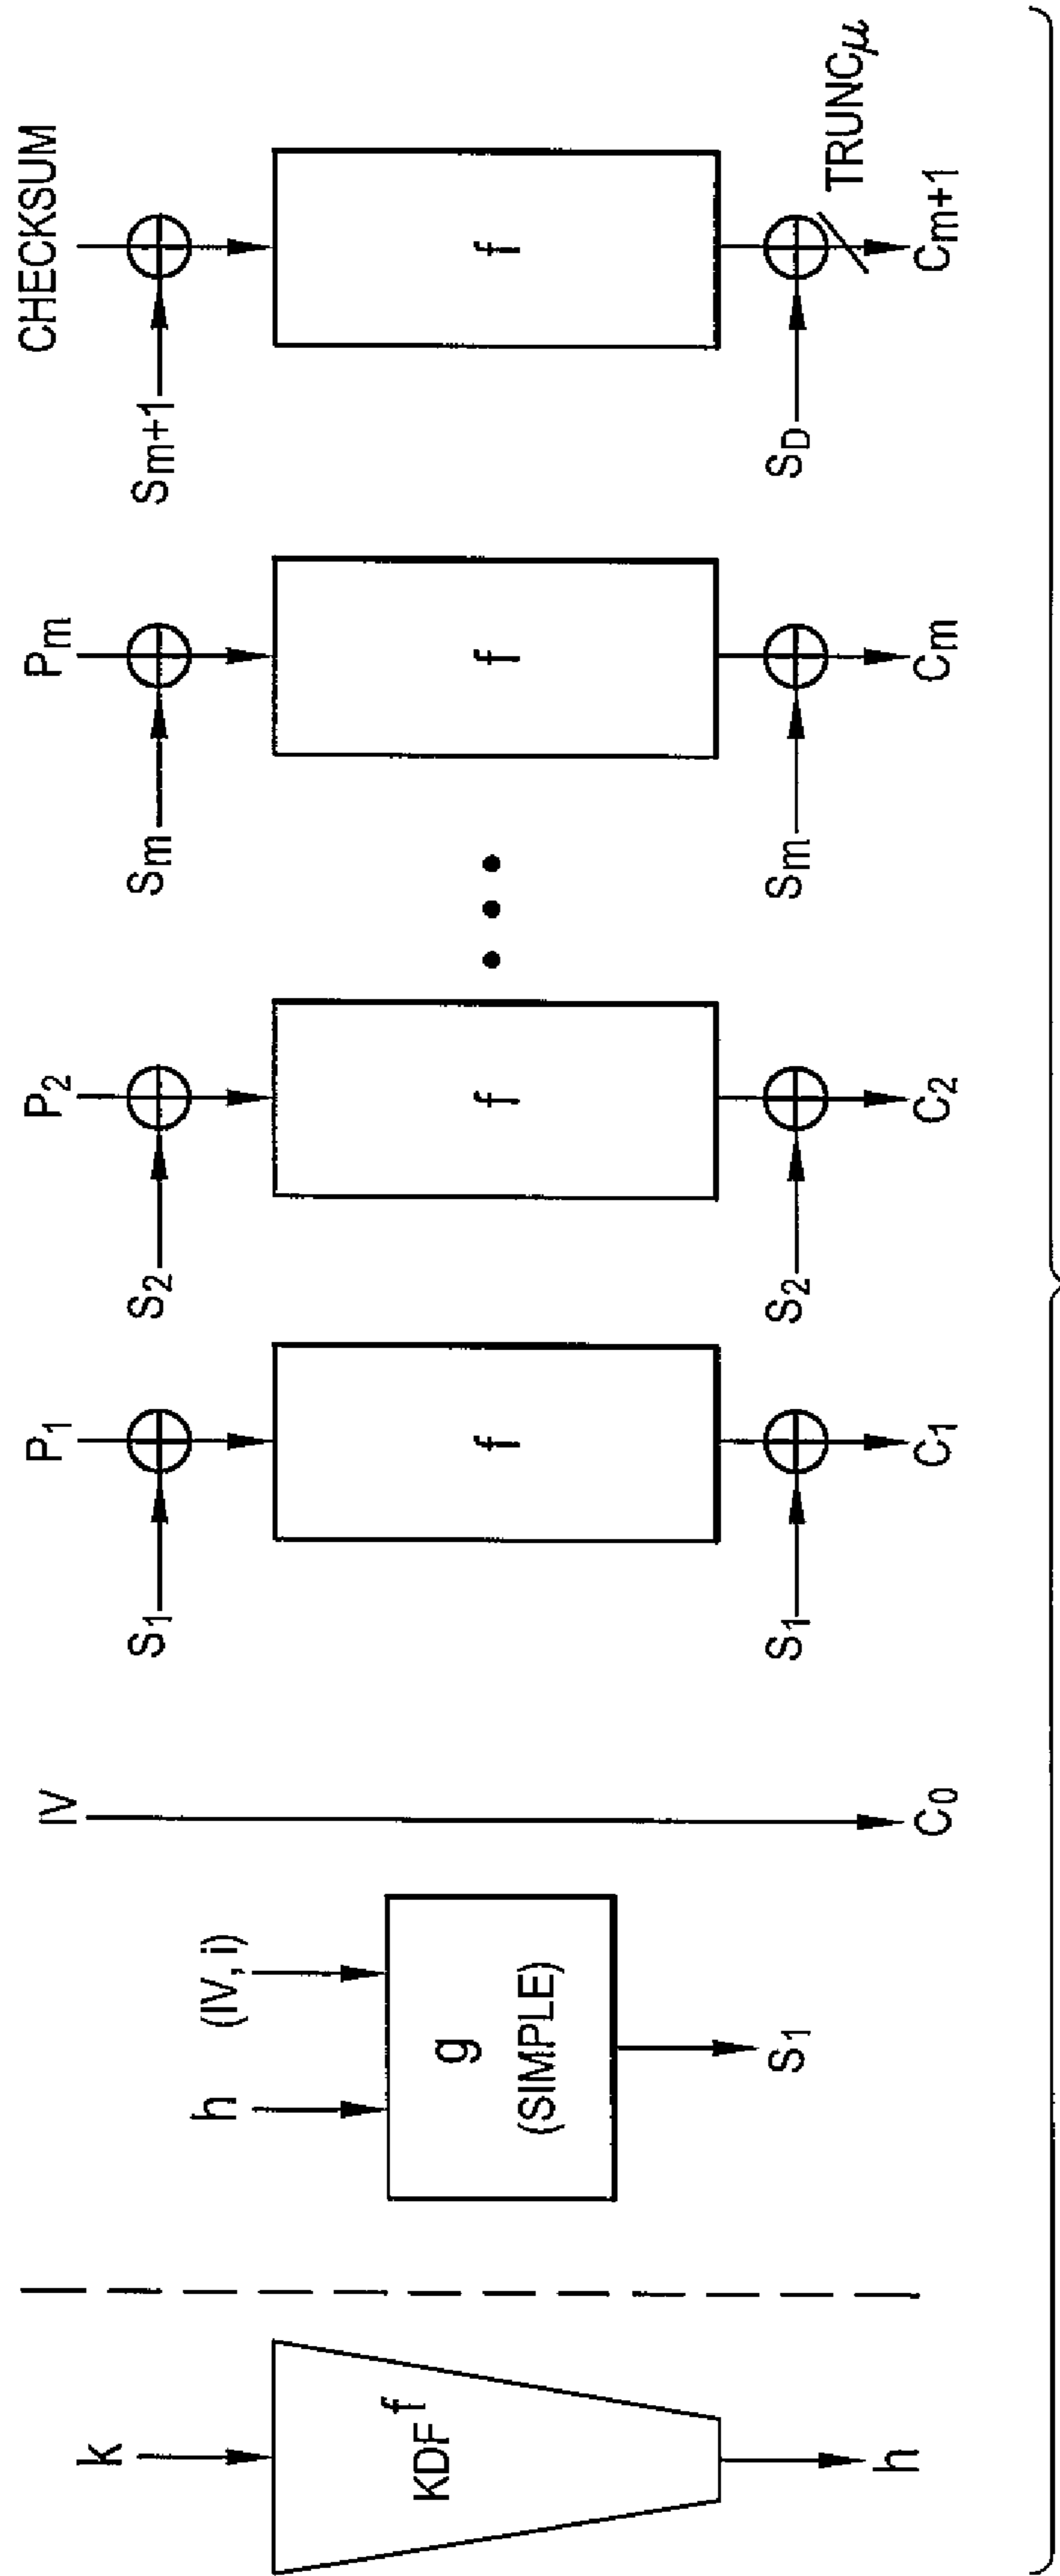 k
KDF f
h
h
(IV, i)
g
(SIMPLE)
S1
IV
C0
P1
S1
f
S1
C1
P2
S2
f
S2
C2
• • •
Pm
Sm
f
Sm
Cm
CHECKSUM
Sm+1
f
SD
TRUNCμ
Cm+1